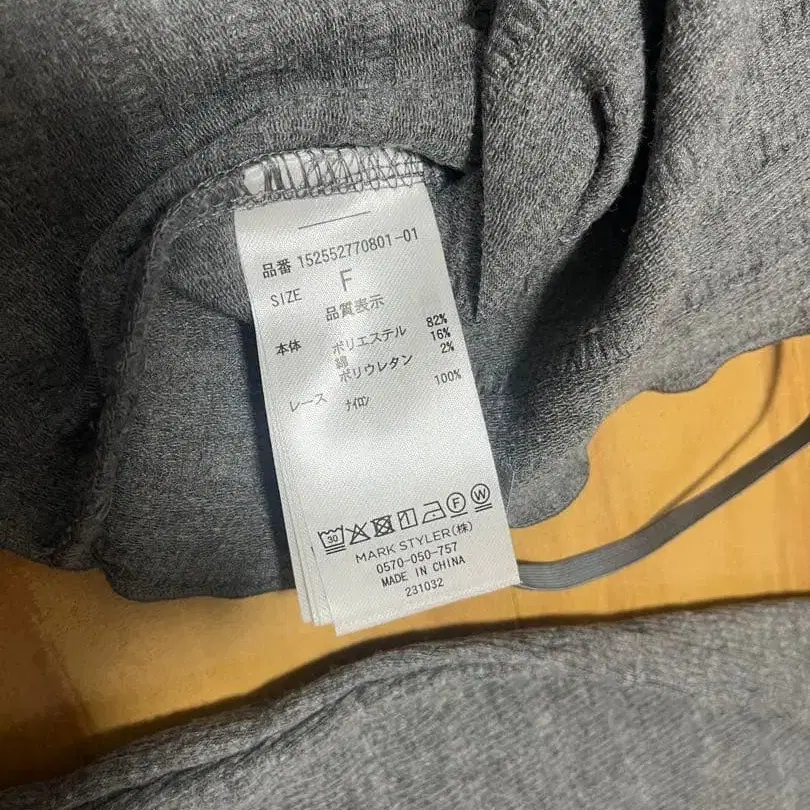 品番 152552770801-01
SIZE F
品質表示
本体 ポリエステル 82%
綿 16%
ポリウレタン 2%
レース ﾅｲﾛﾝ 100%
30 F W
MARK STYLER(株)
0570-050-757
MADE IN CHINA
231032